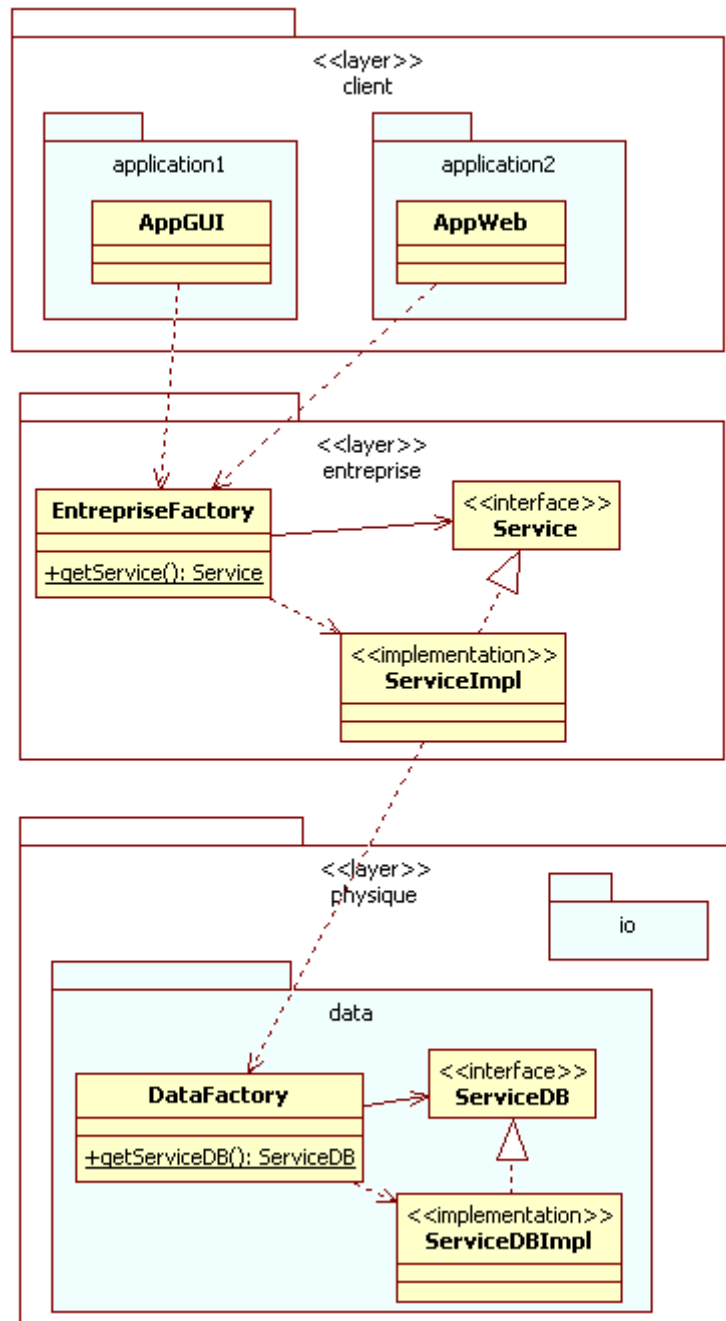 <<layer>>
client
application1
application2
AppGUI
AppWeb
<<layer>>
entreprise
EntrepriseFactory
+getService(): Service
<<interface>>
Service
<<implementation>>
ServiceImpl
<<layer>>
physique
io
data
DataFactory
+getServiceDB(): ServiceDB
<<interface>>
ServiceDB
<<implementation>>
ServiceDBImpl